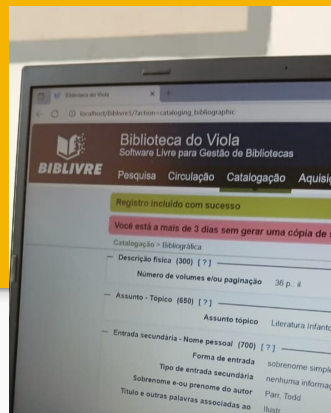 Biblioteca do Viola
localhost/Biblivre5/?action=cataloging_bibliographic
BIBLIVRE
Biblioteca do Viola
Software Livre para Gestão de Bibliotecas
Pesquisa Circulação Catalogação
Registro incluído com sucesso
Você está a mais de 3 dias sem gerar uma cópia de
Catalogação > Bibliográfica
Descrição física (300) [ ? ]
Número de volumes e/ou paginação 36 p., il.
Assunto - Tópico (650) [ ? ]
Assunto tópico Literatura
Entrada secundária - Nome pessoal (700) [ ? ]
Forma de entrada sobrenome
Tipo de entrada secundária nenhuma
Sobrenome e-ou prenome do autor Parr, Todd
Título e outras palavras associadas ao